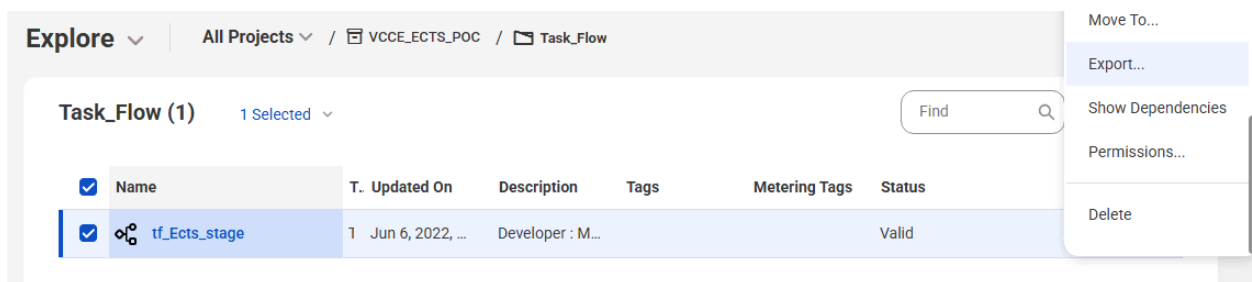 Move To...
Explore All Projects / VCCE_ECTS_POC / Task_Flow
Export...
Task_Flow (1) 1 Selected Find Show Dependencies
Permissions...
Name T.. Updated On Description Tags Metering Tags Status
Delete
tf_Ects_stage 1 Jun 6, 2022, ... Developer : M... Valid